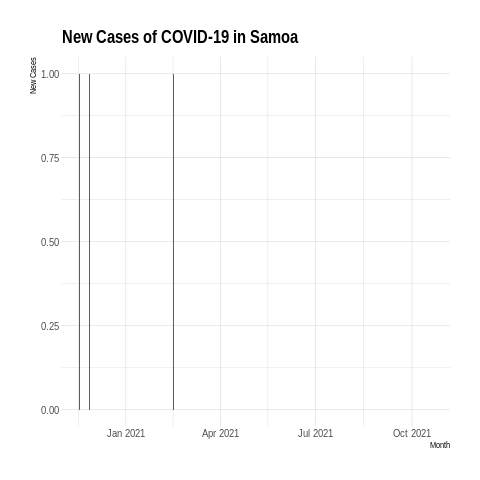 New Cases of COVID-19 in Samoa
New Cases
1.00
0.75
0.50
0.25
0.00
Jan 2021 Apr 2021 Jul 2021 Oct 2021
Month